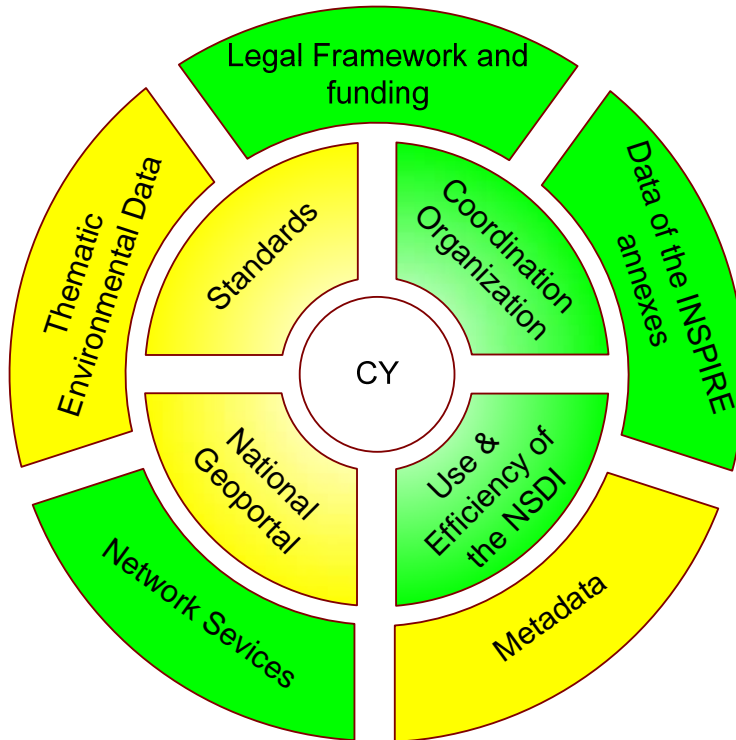 Legal Framework and
funding
Data of the INSPIRE
annexes
Metadata
Network Sevices
Thematic
Environmental Data
Standards
Coordination
Organization
Use &
Efficiency of
the NSDI
National
Geoportal
CY